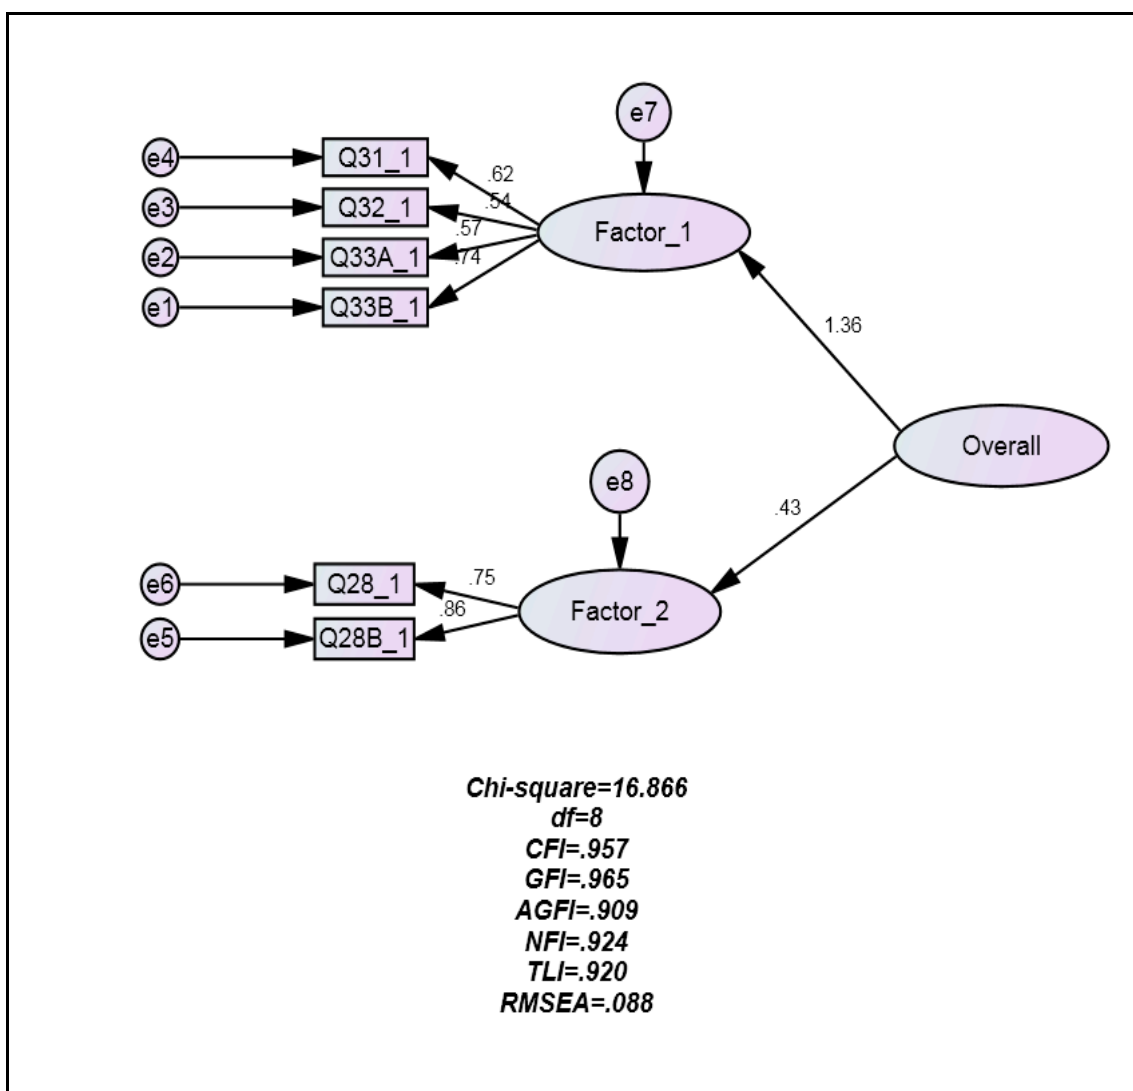 e7
e4
Q31_1
.62
e3
Q32_1
.54
Factor_1
e2
Q33A_1
.57
e1
Q33B_1
.74
1.36
Overall
e8
.43
e6
Q28_1
.75
Factor_2
e5
Q28B_1
.86
Chi-square=16.866
df=8
CFI=.957
GFI=.965
AGFI=.909
NFI=.924
TLI=.920
RMSEA=.088